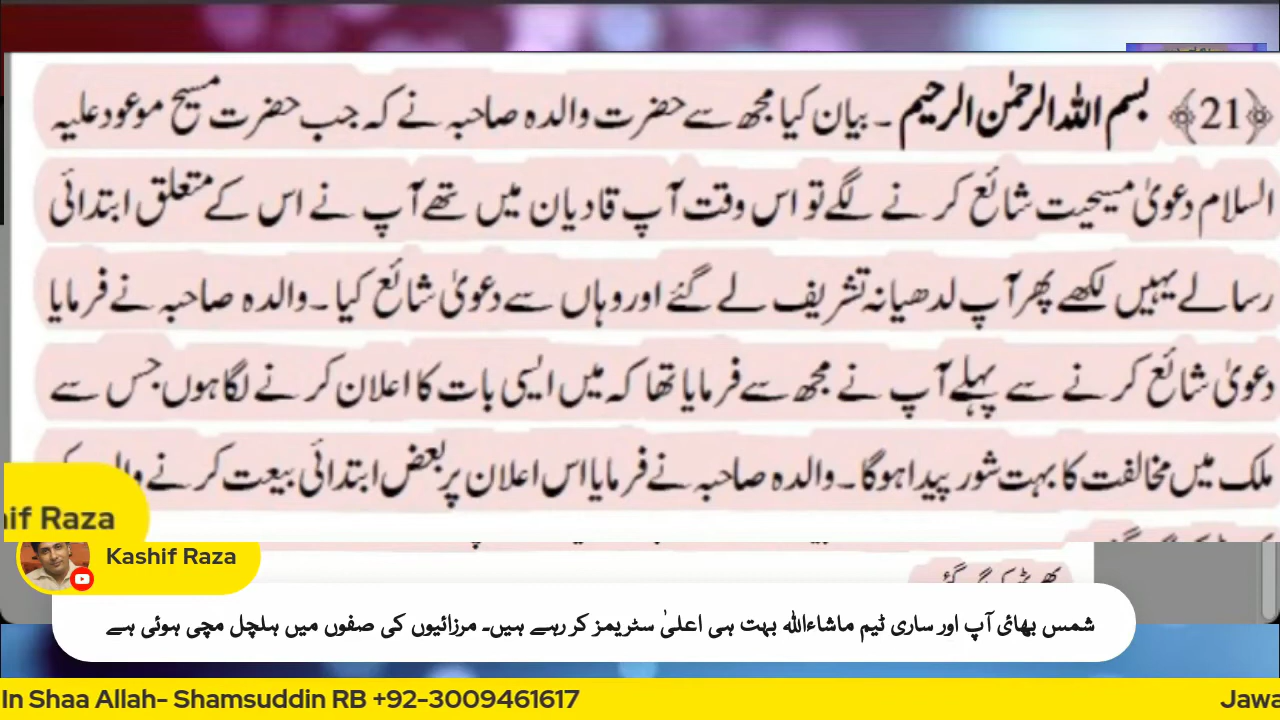 ﴿21﴾ بسم اللہ الرحمٰن الرحیم ۔ بیان کیا مجھ سے حضرت والدہ صاحبہ نے کہ جب حضرت مسیح موعود علیہ
السلام دعویٰ مسیحیت شائع کرنے لگے تو اس وقت آپ قادیان میں تھے آپ نے اس کے متعلق ابتدائی
رسالے یہیں لکھے پھر آپ لدھیانہ تشریف لے گئے اور وہاں سے دعویٰ شائع کیا ۔ والدہ صاحبہ نے فرمایا
دعویٰ شائع کرنے سے پہلے آپ نے مجھ سے فرمایا تھا کہ میں ایسی بات کا اعلان کرنے لگا ہوں جس سے
ملک میں مخالفت کا بہت شور پیدا ہوگا ۔ والدہ صاحبہ نے فرمایا اس اعلان پر بعض ابتدائی بیعت کرنے
Raza
Kashif Raza
شمس بھائی آپ اور ساری ٹیم ماشاءاللہ بہت ہی اعلیٰ سٹریمز کر رہے ہیں۔ مرزائیوں کی صفوں میں ہلچل مچی ہوئی ہے
In Shaa Allah- Shamsuddin RB +92-3009461617